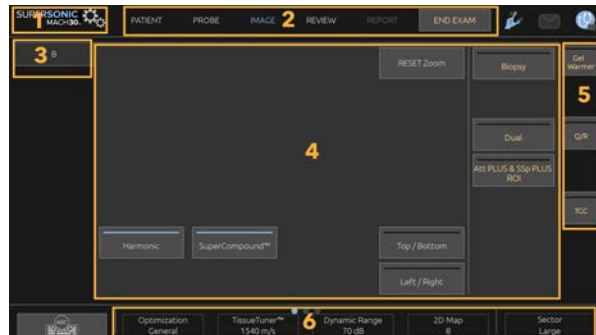 SUPERSONIC
MACH30
1
PATIENT PROBE IMAGE 2 REVIEW REPORT END EXAM
3 B
RESET Zoom
Biopsy
Gel
Warmer
5
4
Dual
Q/R
Att PLUS & SSp PLUS
ROI
TGC
Harmonic
SuperCompound™
Top / Bottom
Left / Right
6
Optimization
General
TissueTuner™
1540 m/s
Dynamic Range
70 dB
2D Map
8
Sector
Large